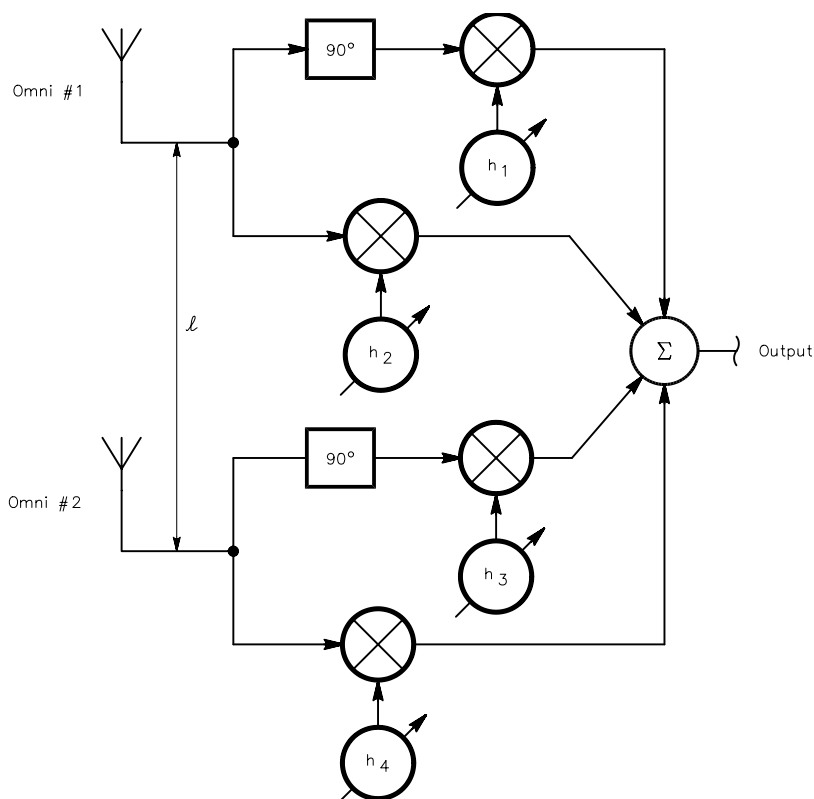 90°
Omni #1
h1
ℓ
h2
Σ
Output
90°
Omni #2
h3
h4